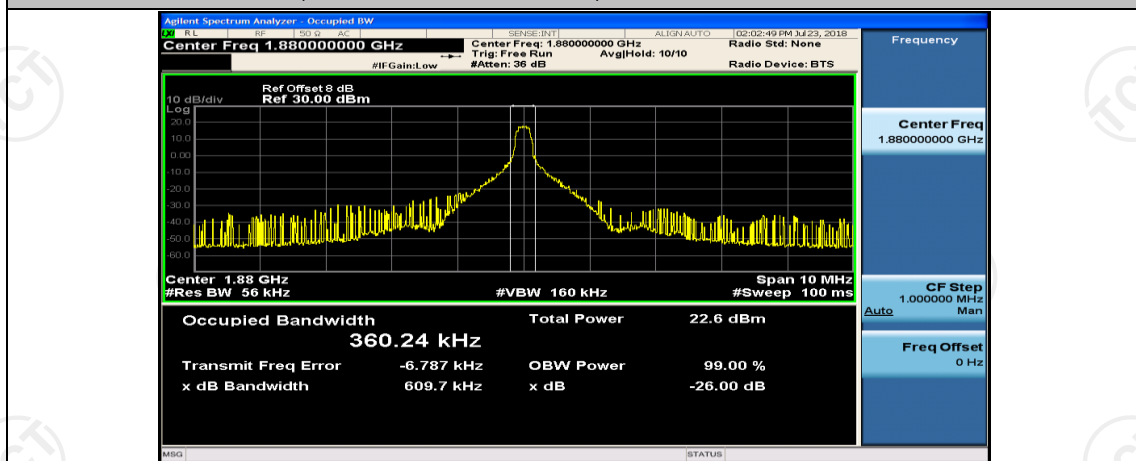 Agilent Spectrum Analyzer - Occupied BW
LXI RL RF 50 Ω AC SENSE:INT ALIGN AUTO 02:02:49 PM Jul 23, 2018
Center Freq 1.880000000 GHz Center Freq: 1.880000000 GHz Radio Std: None
Trig: Free Run Avg|Hold: 10/10
#IFGain:Low #Atten: 36 dB Radio Device: BTS
Frequency
Ref Offset 8 dB
10 dB/div Ref 30.00 dBm
Log
20.0
10.0
0.00
-10.0
-20.0
-30.0
-40.0
-50.0
-60.0
Center 1.88 GHz Span 10 MHz
#Res BW 56 kHz #VBW 160 kHz #Sweep 100 ms
Center Freq
1.880000000 GHz
CF Step
1.000000 MHz
Auto Man
Freq Offset
0 Hz
Occupied Bandwidth Total Power 22.6 dBm
360.24 kHz
Transmit Freq Error -6.787 kHz OBW Power 99.00 %
x dB Bandwidth 609.7 kHz x dB -26.00 dB
MSG STATUS